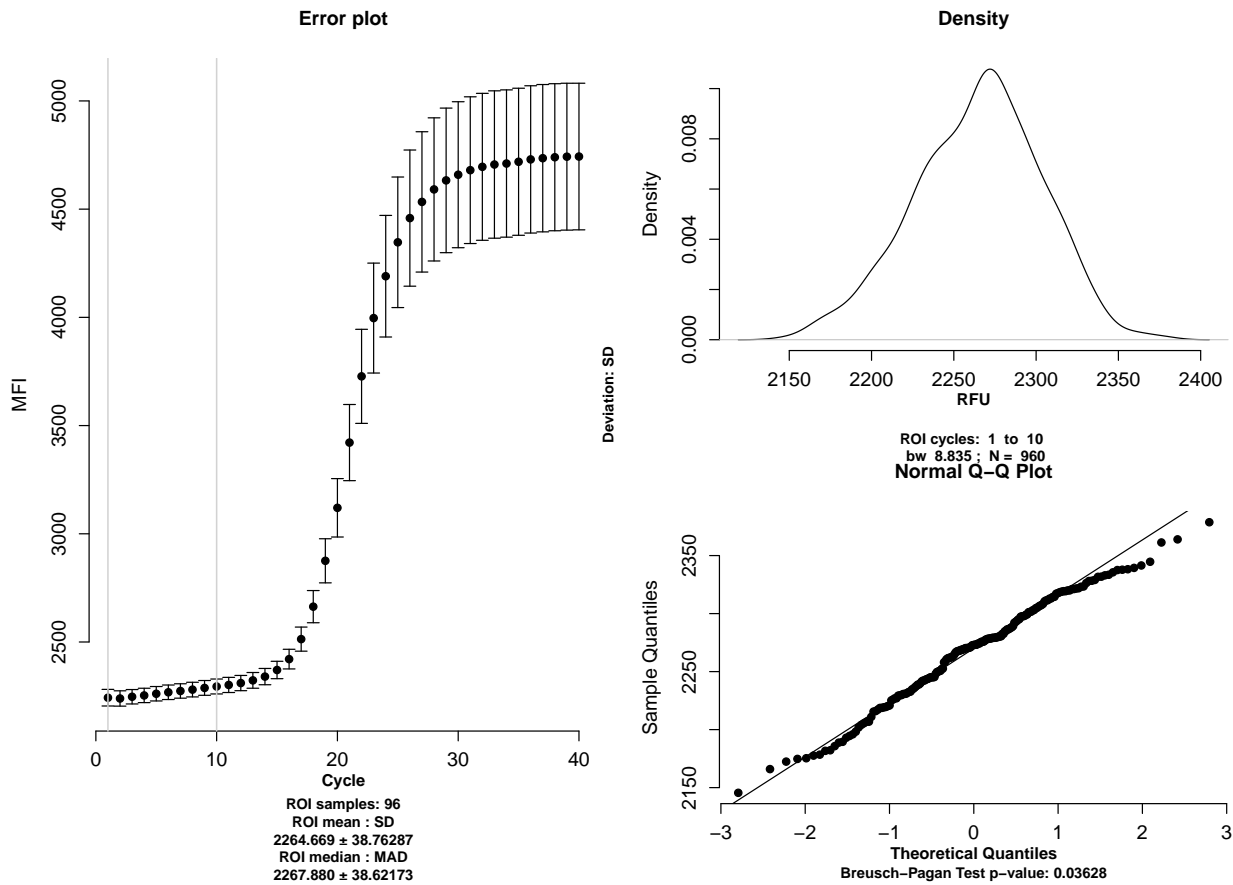 Error plot
5000
4500
4000
3500
3000
2500
MFI
0 10 20 30 40
Cycle
ROI samples: 96
ROI mean : SD
2264.669 ± 38.76287
ROI median : MAD
2267.880 ± 38.62173
Deviation: SD
Density
0.008
0.004
0.000
Density
2150 2200 2250 2300 2350 2400
RFU
ROI cycles: 1 to 10
bw 8.835 ; N = 960
Normal Q−Q Plot
2350
2250
2150
Sample Quantiles
−3 −2 −1 0 1 2 3
Theoretical Quantiles
Breusch−Pagan Test p−value: 0.03628